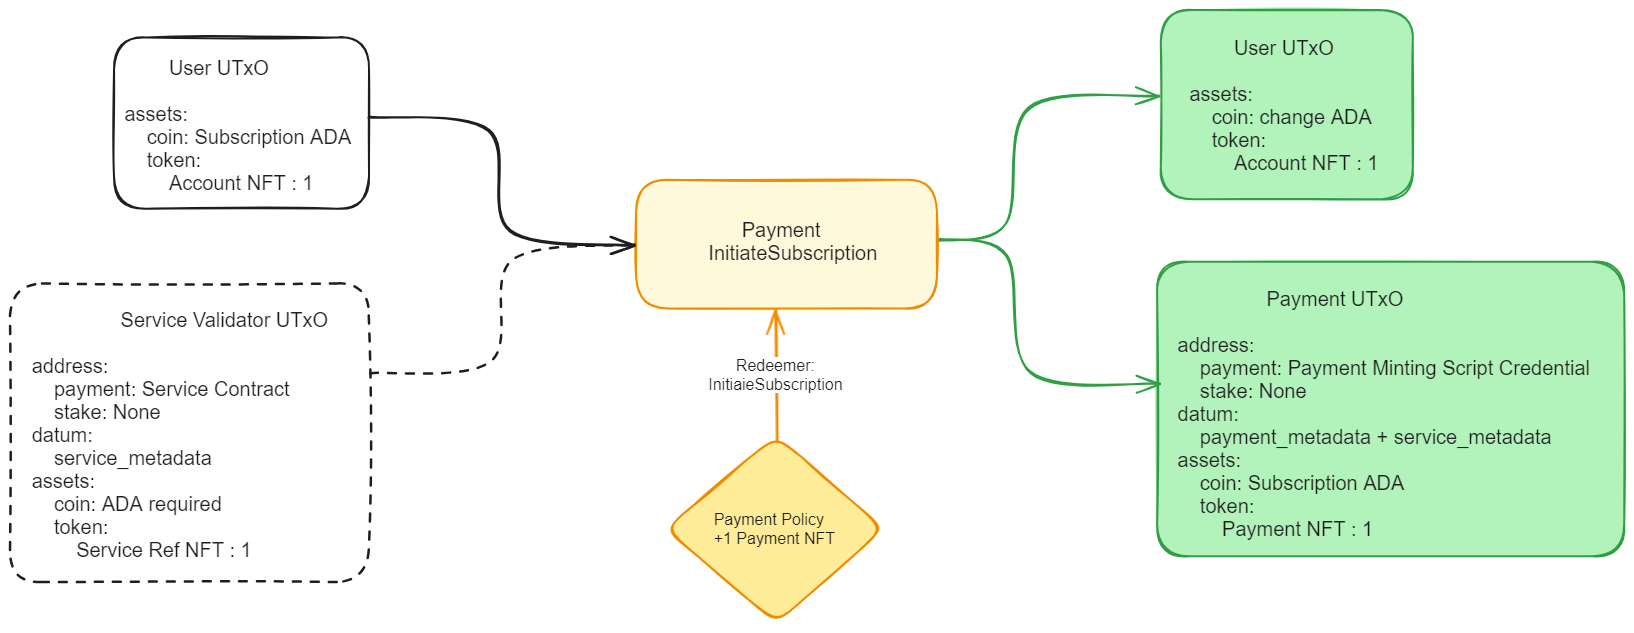 User UTxO
assets:
coin: Subscription ADA
token:
Account NFT : 1
Service Validator UTxO
address:
payment: Service Contract
stake: None
datum:
service_metadata
assets:
coin: ADA required
token:
Service Ref NFT : 1
Payment
InitiateSubscription
Redeemer:
InitiaieSubscription
Payment Policy
+1 Payment NFT
User UTxO
assets:
coin: change ADA
token:
Account NFT : 1
Payment UTxO
address:
payment: Payment Minting Script Credential
stake: None
datum:
payment_metadata + service_metadata
assets:
coin: Subscription ADA
token:
Payment NFT : 1